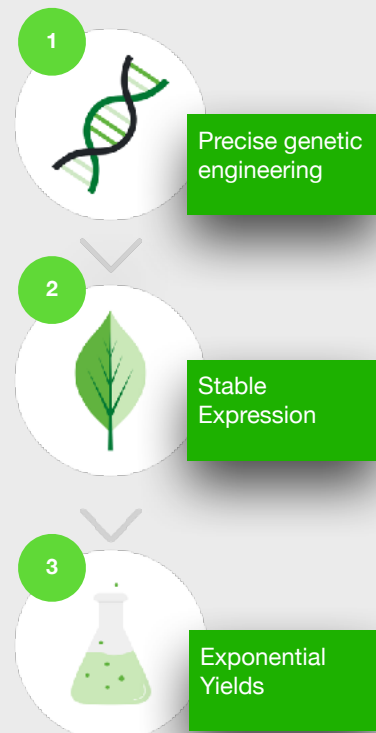 1
Precise genetic
engineering
2
Stable
Expression
3
Exponential
Yields